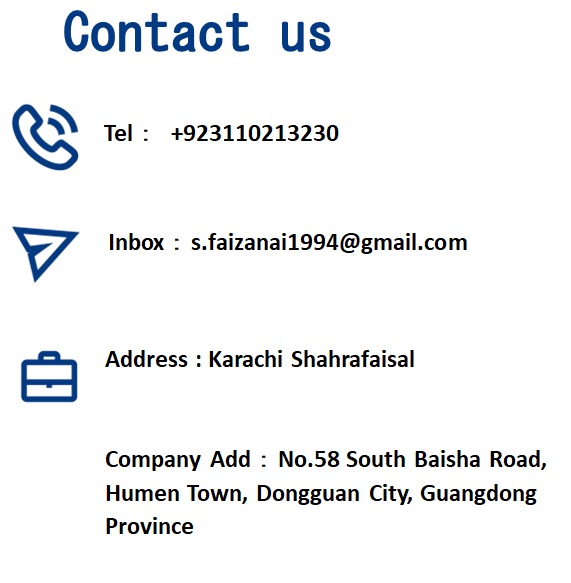 Contact us
Tel : +923110213230
Inbox : s.faizanai1994@gmail.com
Address : Karachi Shahrafaisal
Company Add : No.58 South Baisha Road,
Humen Town, Dongguan City, Guangdong
Province